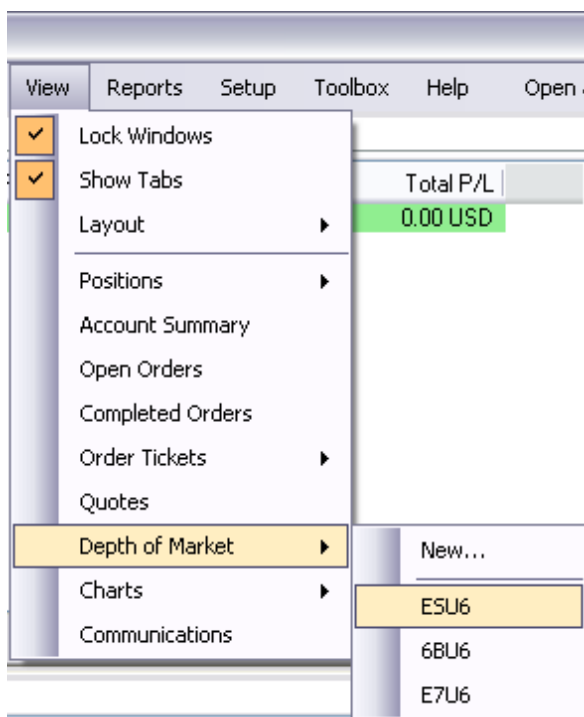 View Reports Setup Toolbox Help Open
Lock Windows
Show Tabs
Total P/L
Layout
0.00 USD
Positions
Account Summary
Open Orders
Completed Orders
Order Tickets
Quotes
Depth of Market
New...
Charts
ESU6
Communications
6BU6
E7U6